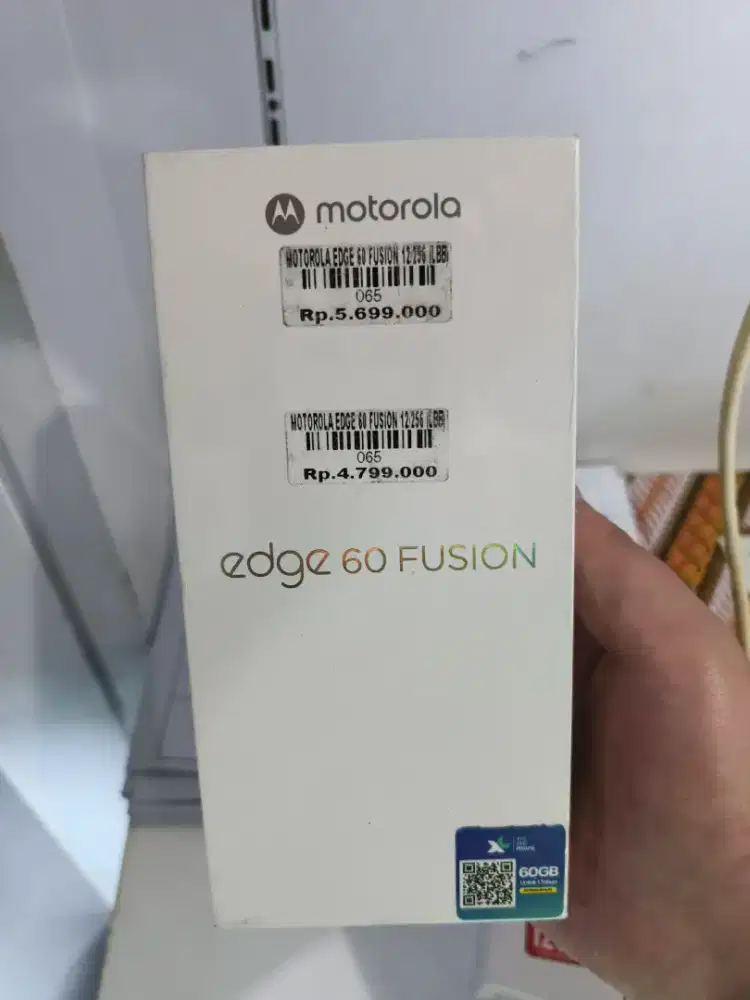 motorola
MOTOROLA EDGE 60 FUSION 12/256 (LBB)
065
Rp.5.699.000
MOTOROLA EDGE 60 FUSION 12/256 (LBB)
065
Rp.4.799.000
edge 60 FUSION
XL
60GB